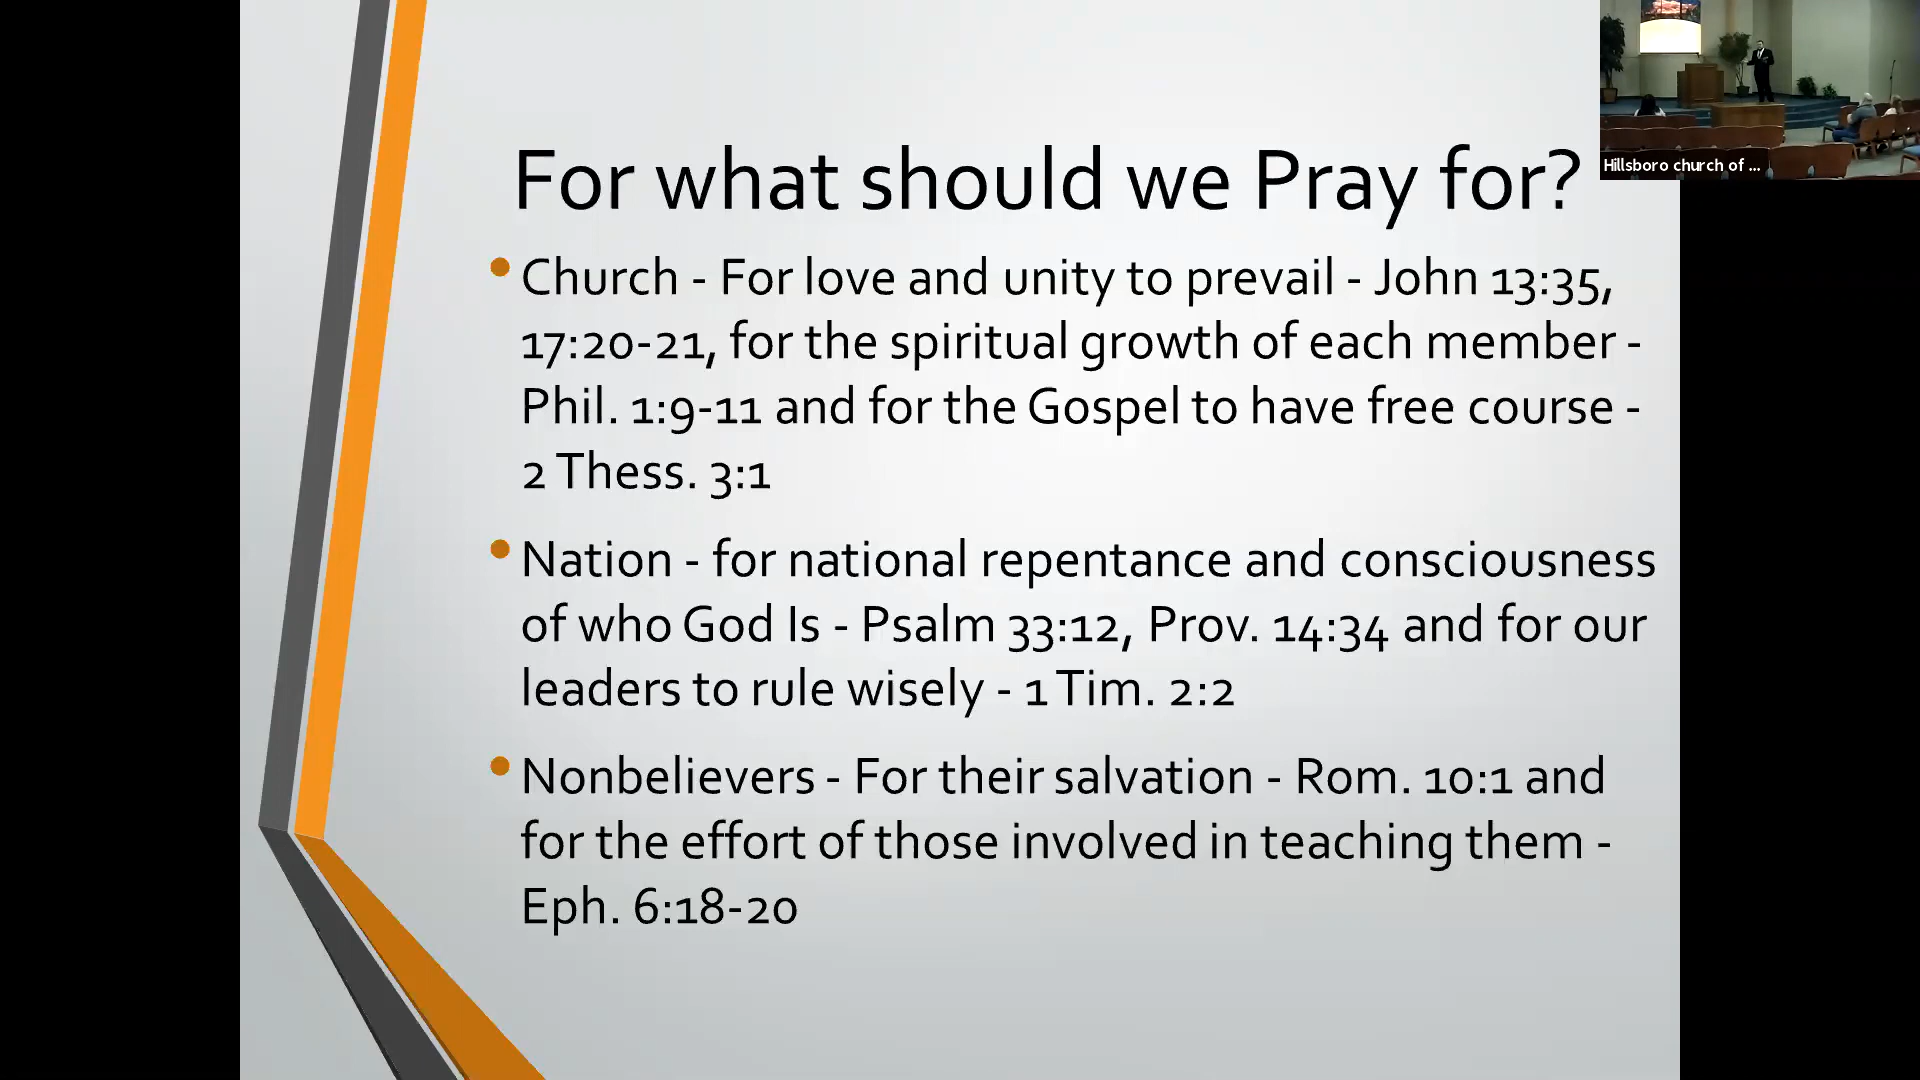 For what should we Pray for?
Hillsboro church of ...
• Church - For love and unity to prevail - John 13:35,
17:20-21, for the spiritual growth of each member -
Phil. 1:9-11 and for the Gospel to have free course -
2 Thess. 3:1
• Nation - for national repentance and consciousness
of who God Is - Psalm 33:12, Prov. 14:34 and for our
leaders to rule wisely - 1 Tim. 2:2
• Nonbelievers - For their salvation - Rom. 10:1 and
for the effort of those involved in teaching them -
Eph. 6:18-20